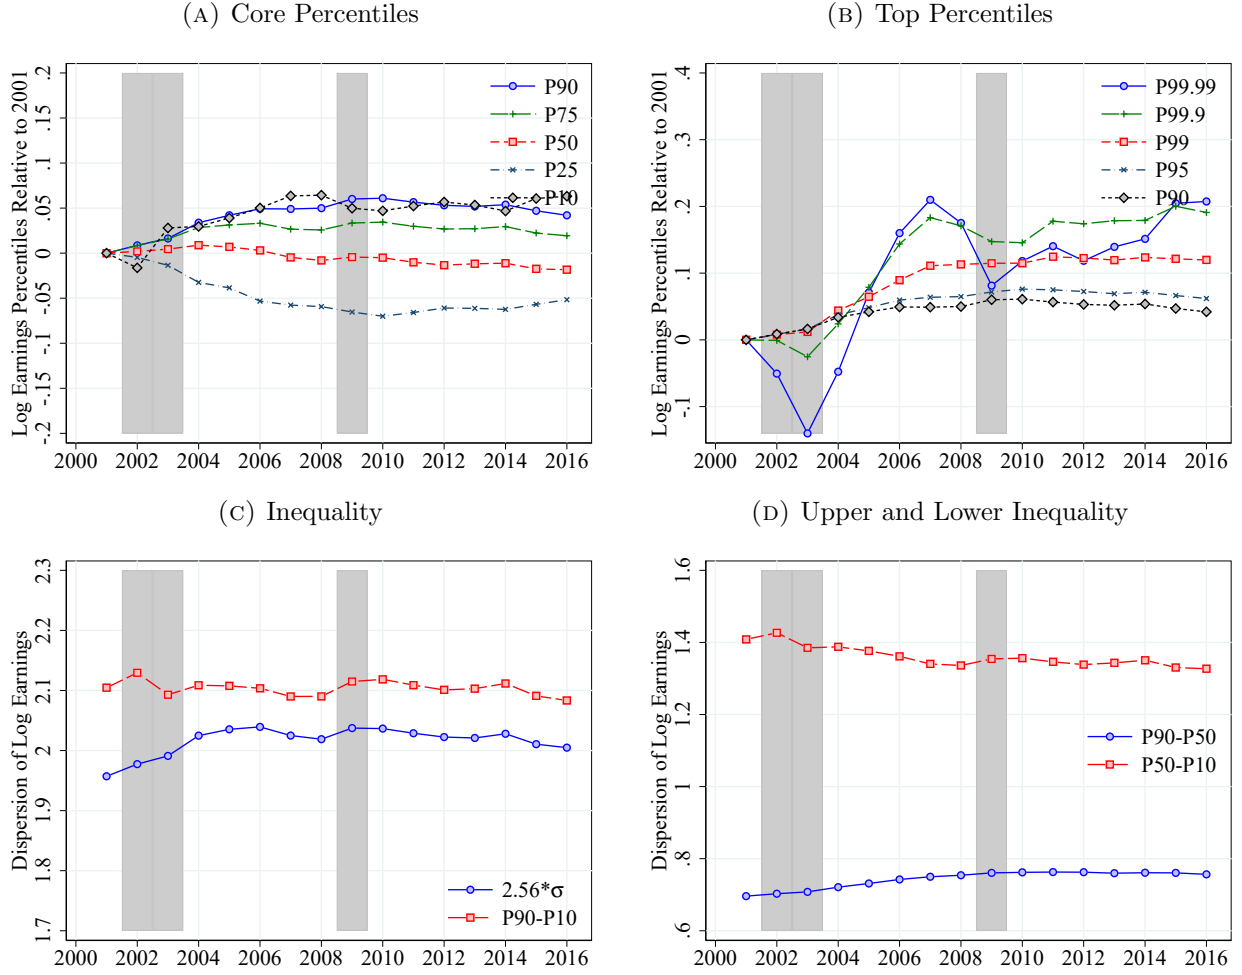 (A) Core Percentiles
Log Earnings Percentiles Relative to 2001
.2
.15
.1
.05
0
-.05
-.1
-.15
-.2
P90
P75
P50
P25
P10
2000 2002 2004 2006 2008 2010 2012 2014 2016
(B) Top Percentiles
Log Earnings Percentiles Relative to 2001
.4
.3
.2
.1
0
-.1
P99.99
P99.9
P99
P95
P90
2000 2002 2004 2006 2008 2010 2012 2014 2016
(C) Inequality
Dispersion of Log Earnings
2.3
2.2
2.1
2
1.9
1.8
1.7
2.56*σ
P90-P10
2000 2002 2004 2006 2008 2010 2012 2014 2016
(D) Upper and Lower Inequality
Dispersion of Log Earnings
1.6
1.4
1.2
1
.8
.6
P90-P50
P50-P10
2000 2002 2004 2006 2008 2010 2012 2014 2016